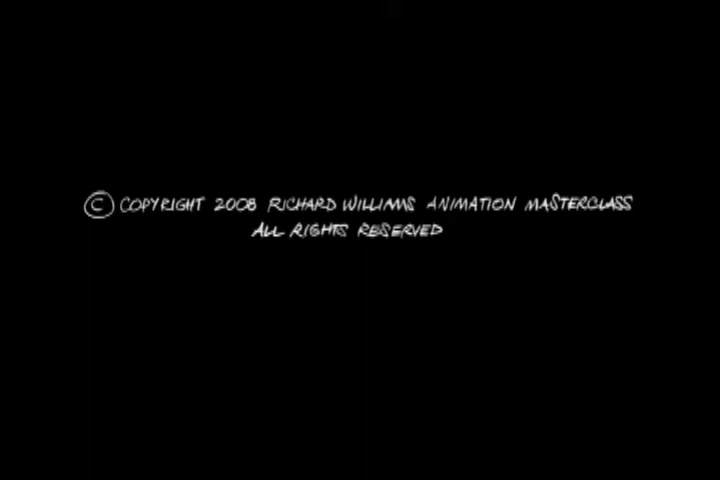 © COPYRIGHT 2008 RICHARD WILLIAMS ANIMATION MASTERCLASS
ALL RIGHTS RESERVED